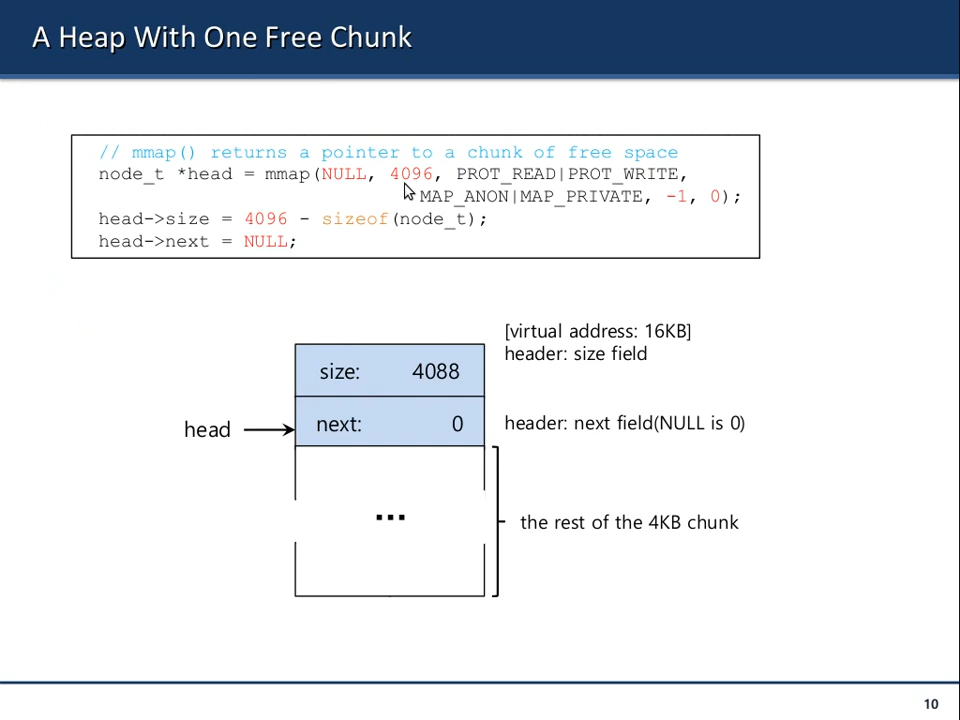 A Heap With One Free Chunk
// mmap() returns a pointer to a chunk of free space
node_t *head = mmap(NULL, 4096, PROT_READ|PROT_WRITE,
MAP_ANON|MAP_PRIVATE, -1, 0);
head->size = 4096 - sizeof(node_t);
head->next = NULL;
[virtual address: 16KB]
header: size field
size: 4088
head
next: 0
header: next field(NULL is 0)
...
the rest of the 4KB chunk
10